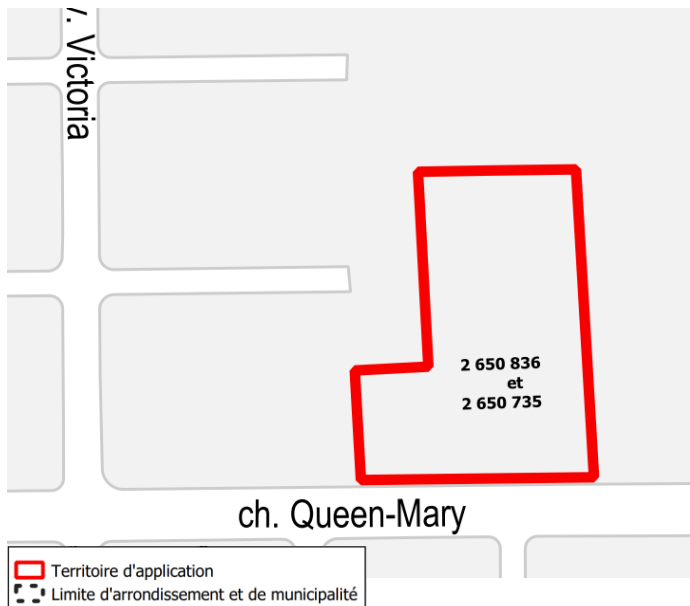 v. Victoria
2 650 836
et
2 650 735
ch. Queen-Mary
Territoire d'application
Limite d'arrondissement et de municipalité